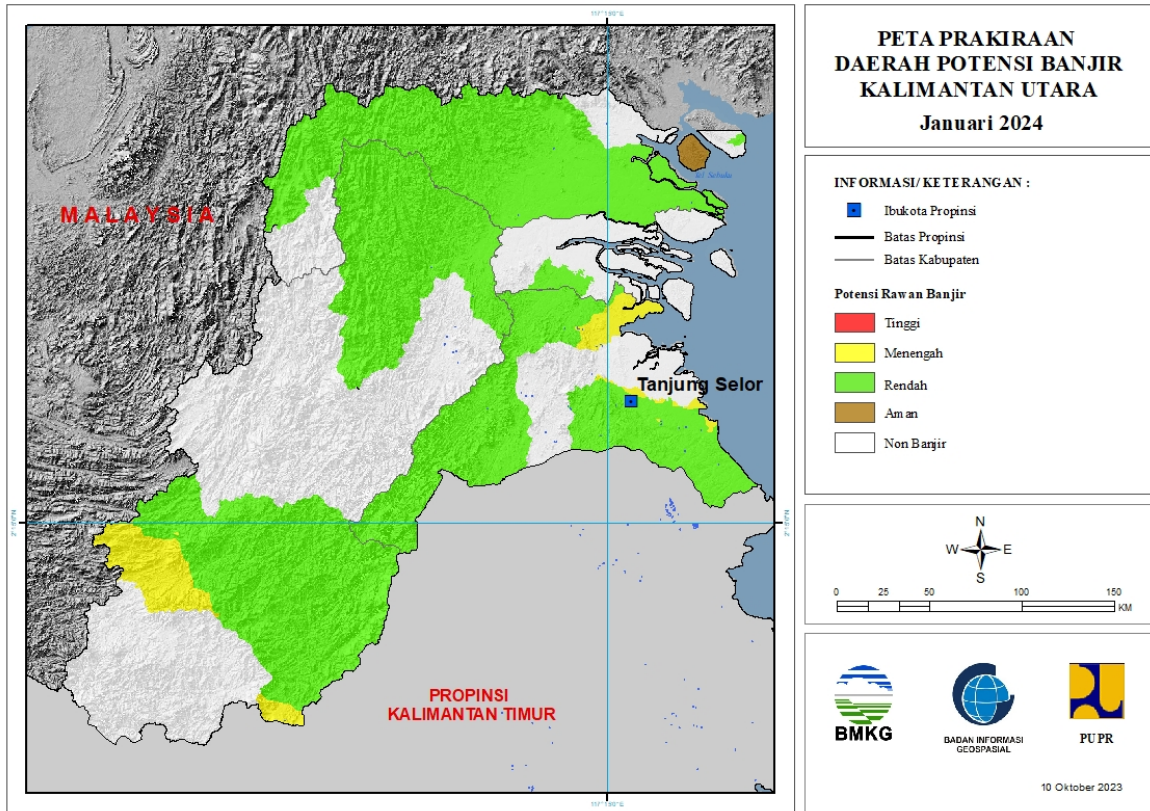 PETA PRAKIRAAN
DAERAH POTENSI BANJIR
KALIMANTAN UTARA
Januari 2024
INFORMASI/ KETERANGAN :
Ibukota Propinsi
Batas Propinsi
Batas Kabupaten
Potensi Rawan Banjir
Tinggi
Menengah
Rendah
Aman
Non Banjir
N
W E
S
0 25 50 100 150
KM
BMKG
BADAN INFORMASI
GEOSPASIAL
PUPR
10 Oktober 2023
MALAYSIA
Tanjung Selor
PROPINSI
KALIMANTAN TIMUR